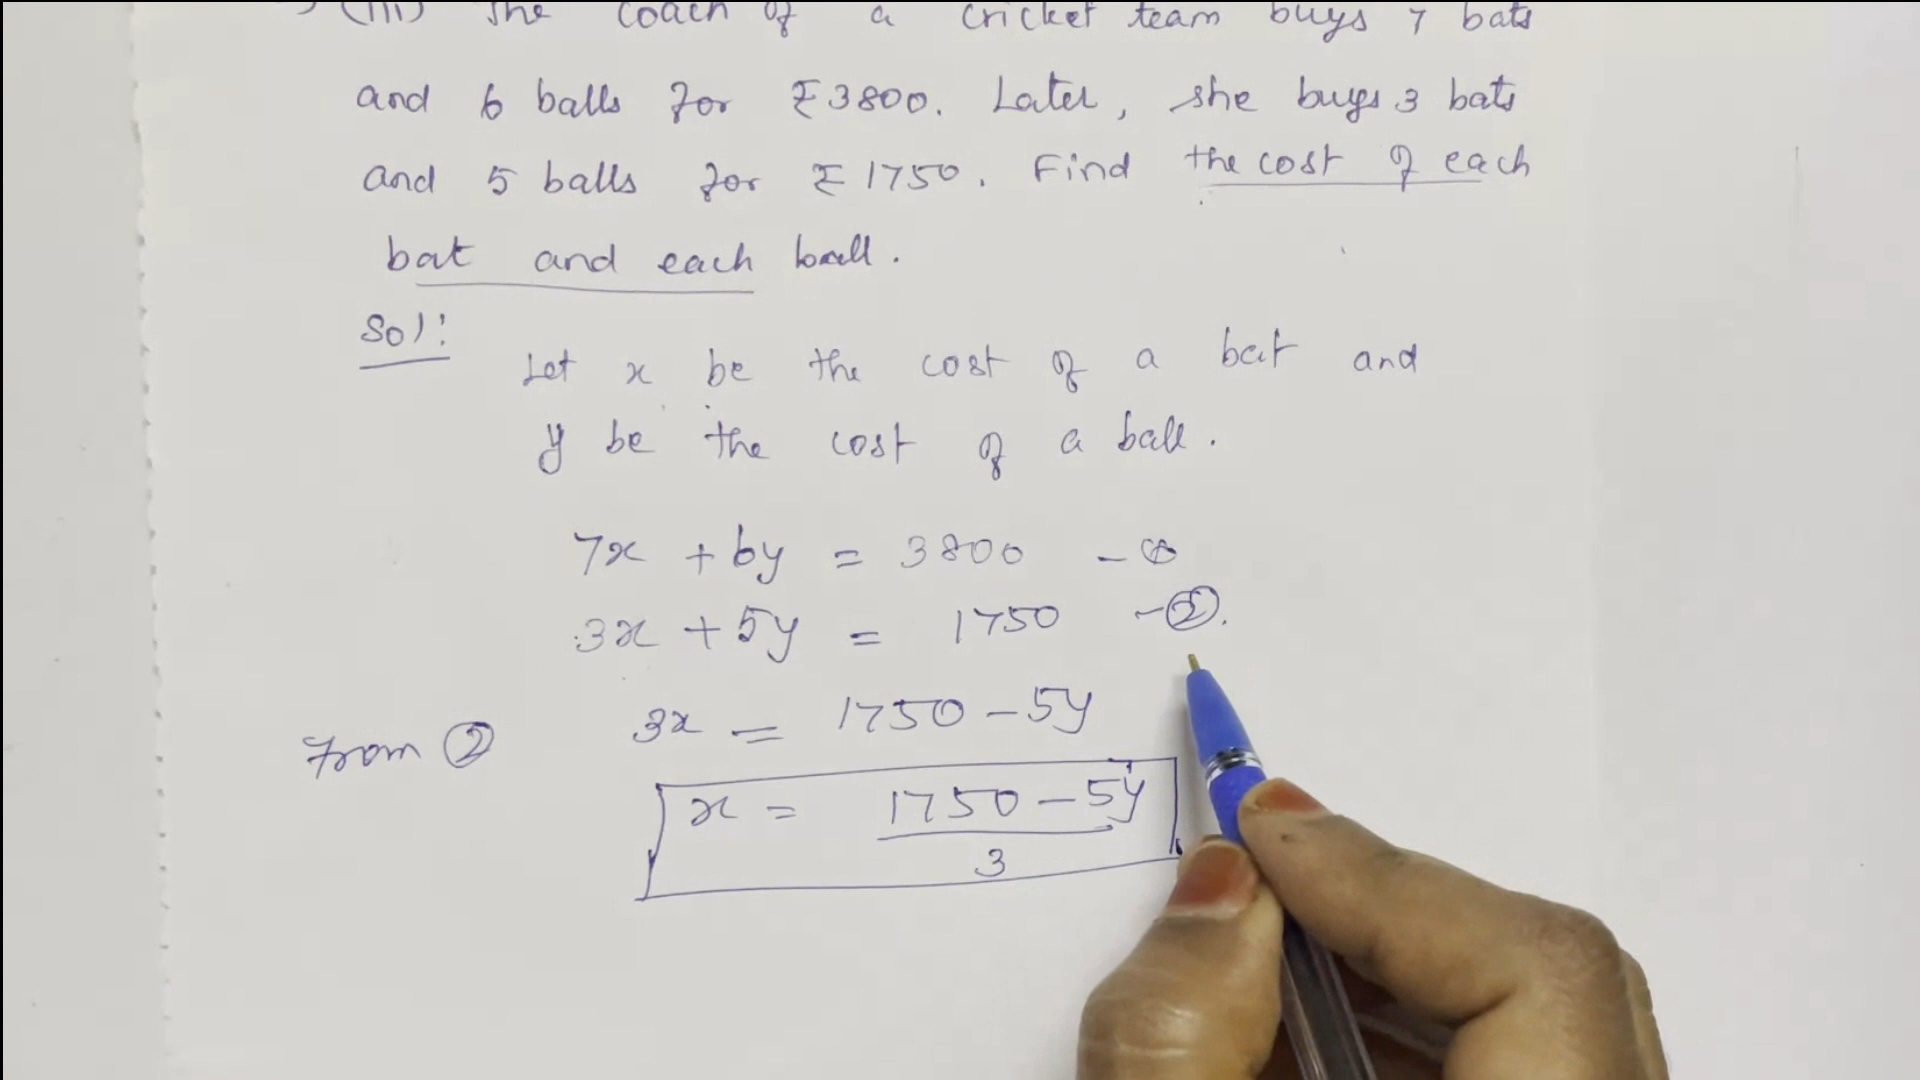 (iii) The coach of a cricket team buys 7 bats
and 6 balls for ₹3800. Later, she buys 3 bats
and 5 balls for ₹1750. Find the cost of each
bat and each ball.
Sol:
Let x be the cost of a bat and
y be the cost of a ball.
7x + 6y = 3800 - ①
3x + 5y = 1750 - ②.
From ② 3x = 1750 - 5y
x = 1750 - 5y / 3